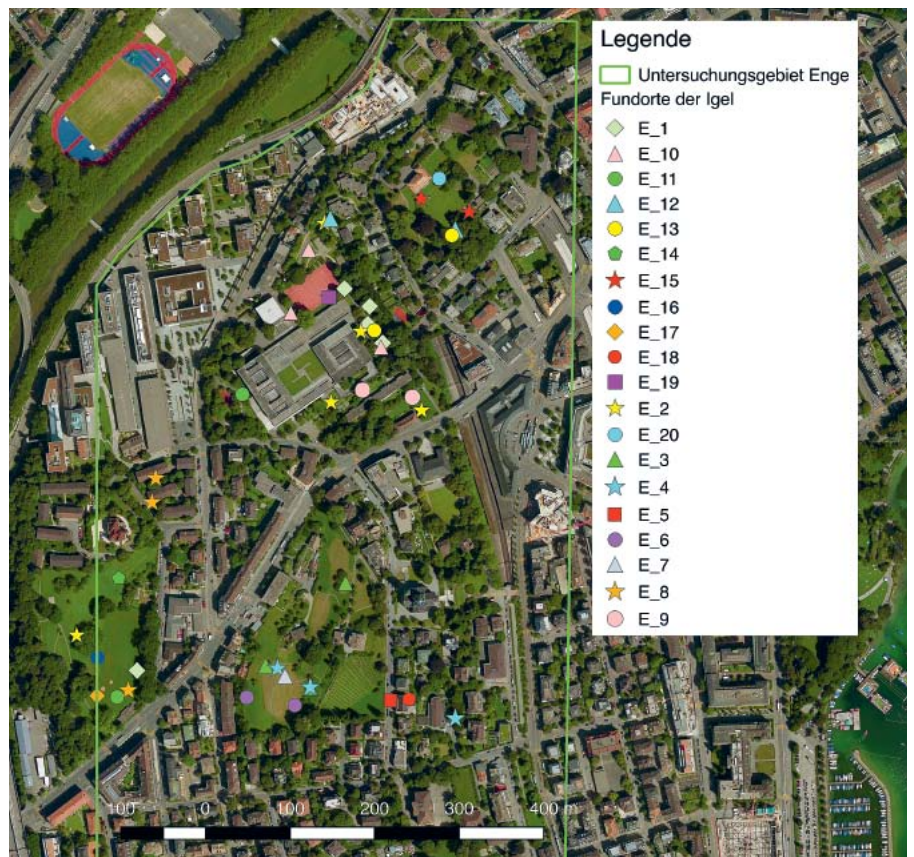 Legende
Untersuchungsgebiet Enge
Fundorte der Igel
E_1
E_10
E_11
E_12
E_13
E_14
E_15
E_16
E_17
E_18
E_19
E_2
E_20
E_3
E_4
E_5
E_6
E_7
E_8
E_9
100 0 100 200 300 400 m